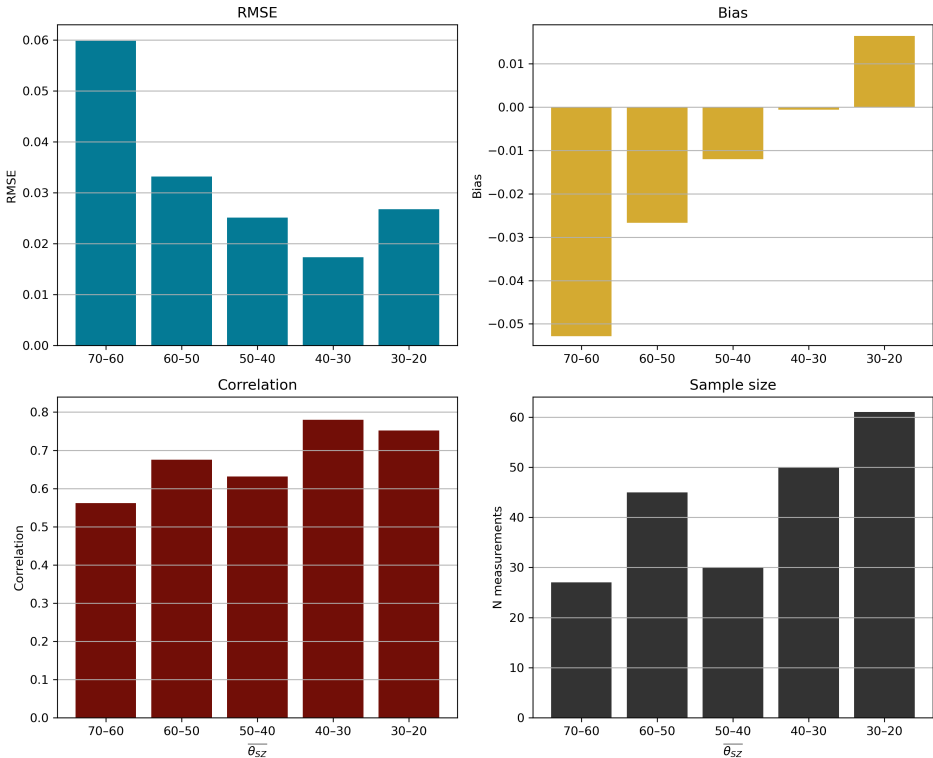 RMSE
RMSE
0.06
0.05
0.04
0.03
0.02
0.01
0.00
70–60 60–50 50–40 40–30 30–20
Bias
Bias
0.01
0.00
−0.01
−0.02
−0.03
−0.04
−0.05
70–60 60–50 50–40 40–30 30–20
Correlation
Correlation
0.8
0.7
0.6
0.5
0.4
0.3
0.2
0.1
0.0
70–60 60–50 50–40 40–30 30–20
$\overline{\theta_{SZ}}$
Sample size
N measurements
60
50
40
30
20
10
0
70–60 60–50 50–40 40–30 30–20
$\overline{\theta_{SZ}}$